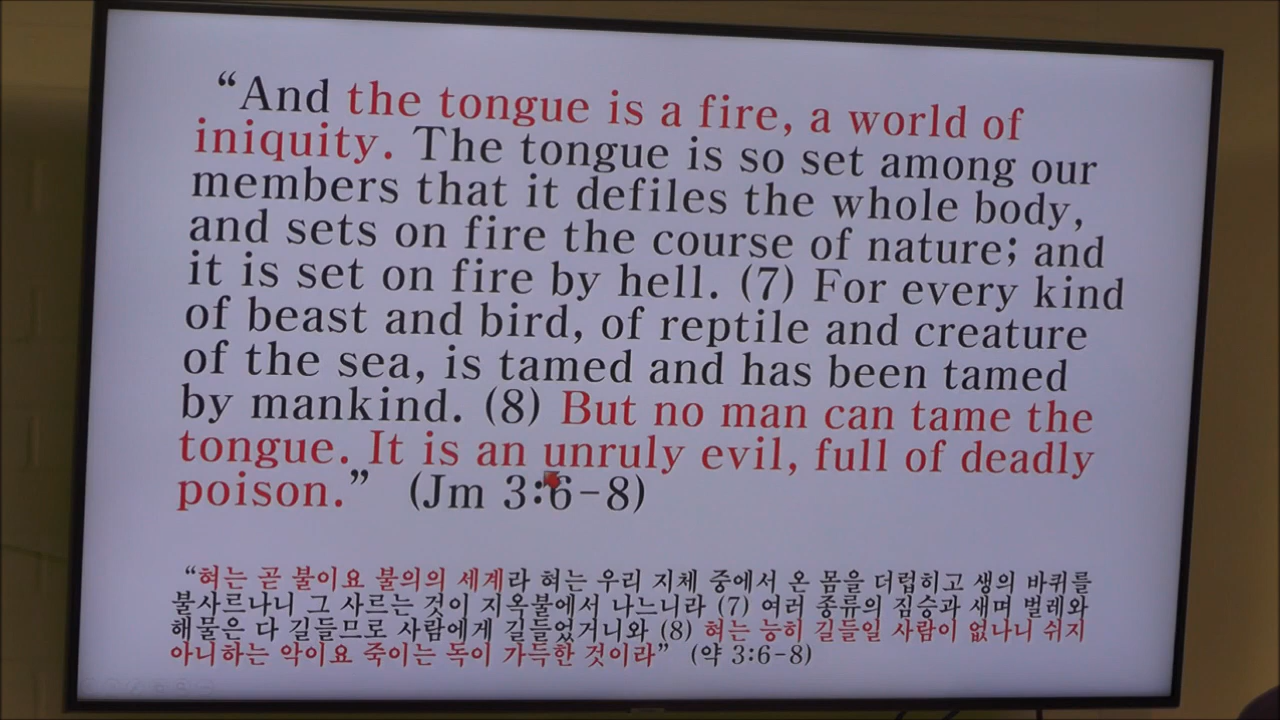 “And the tongue is a fire, a world of
iniquity. The tongue is so set among our
members that it defiles the whole body,
and sets on fire the course of nature; and
it is set on fire by hell. (7) For every kind
of beast and bird, of reptile and creature
of the sea, is tamed and has been tamed
by mankind. (8) But no man can tame the
tongue. It is an unruly evil, full of deadly
poison.” (Jm 3:6-8)
“혀는 곧 불이요 불의의 세계라 혀는 우리 지체 중에서 온 몸을 더럽히고 생의 바퀴를
불사르나니 그 사르는 것이 지옥불에서 나느니라 (7) 여러 종류의 짐승과 새며 벌레와
해물은 다 길들므로 사람에게 길들었거니와 (8) 혀는 능히 길들일 사람이 없나니 쉬지
아니하는 악이요 죽이는 독이 가득한 것이라” (약 3:6-8)